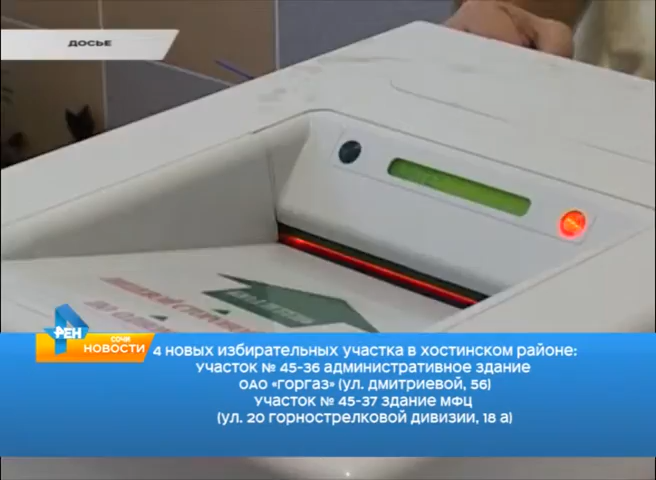 ДОСЬЕ
РЕН
СОЧИ
НОВОСТИ
4 новых избирательных участка в Хостинском районе:
Участок № 45-36 административное здание
ОАО «Горгаз» (ул. Дмитриевой, 56)
Участок № 45-37 здание МФЦ
(ул. 20 Горнострелковой дивизии, 18 а)